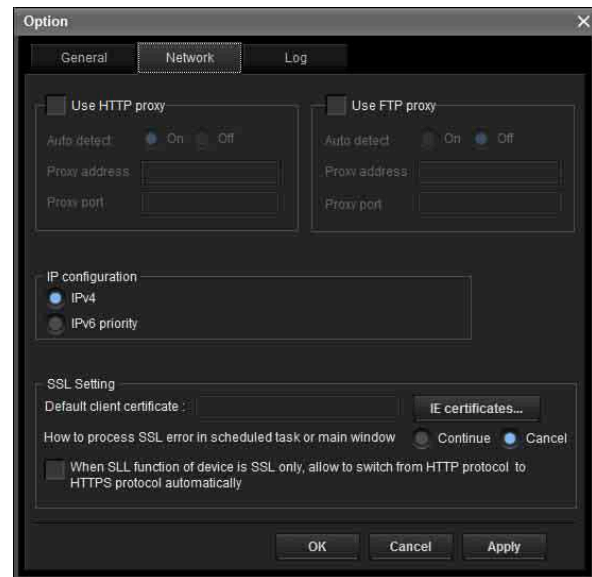 Option
General Network Log
Use HTTP proxy
Auto detect On Off
Proxy address
Proxy port
Use FTP proxy
Auto detect On Off
Proxy address
Proxy port
IP configuration
IPv4
IPv6 priority
SSL Setting
Default client certificate : IE certificates...
How to process SSL error in scheduled task or main window Continue Cancel
When SLL function of device is SSL only, allow to switch from HTTP protocol to
HTTPS protocol automatically
OK Cancel Apply